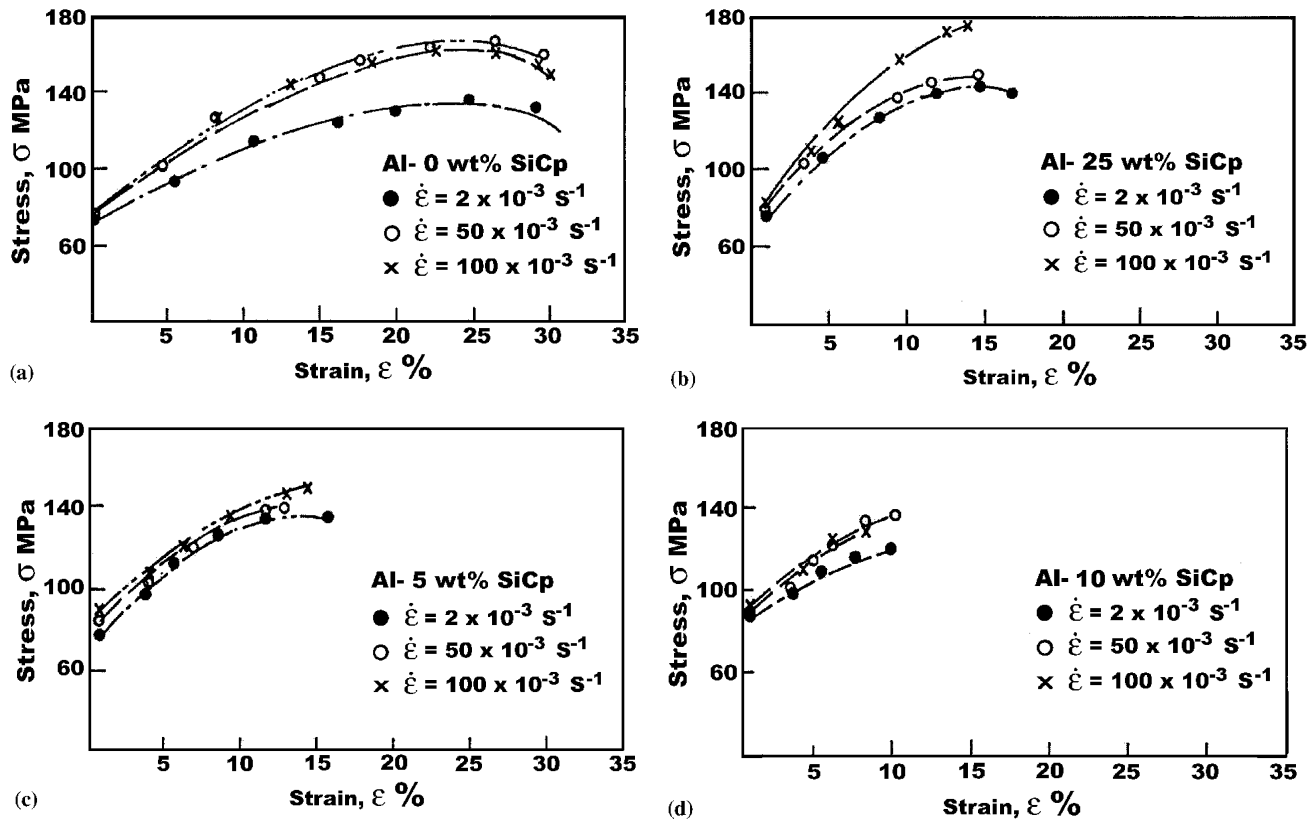 180
140
100
60
Stress, σ MPa
Al- 0 wt% SiCp
● ε̇ = 2 x 10⁻³ S⁻¹
○ ε̇ = 50 x 10⁻³ S⁻¹
× ε̇ = 100 x 10⁻³ S⁻¹
5 10 15 20 25 30 35
Strain, ε %
(a)
180
140
100
60
Stress, σ MPa
Al- 25 wt% SiCp
● ε̇ = 2 x 10⁻³ S⁻¹
○ ε̇ = 50 x 10⁻³ S⁻¹
× ε̇ = 100 x 10⁻³ S⁻¹
5 10 15 20 25 30 35
Strain, ε %
(b)
180
140
100
60
Stress, σ MPa
Al- 5 wt% SiCp
● ε̇ = 2 x 10⁻³ S⁻¹
○ ε̇ = 50 x 10⁻³ S⁻¹
× ε̇ = 100 x 10⁻³ S⁻¹
5 10 15 20 25 30 35
Strain, ε %
(c)
180
140
100
60
Stress, σ MPa
Al- 10 wt% SiCp
● ε̇ = 2 x 10⁻³ S⁻¹
○ ε̇ = 50 x 10⁻³ S⁻¹
× ε̇ = 100 x 10⁻³ S⁻¹
5 10 15 20 25 30 35
Strain, ε %
(d)